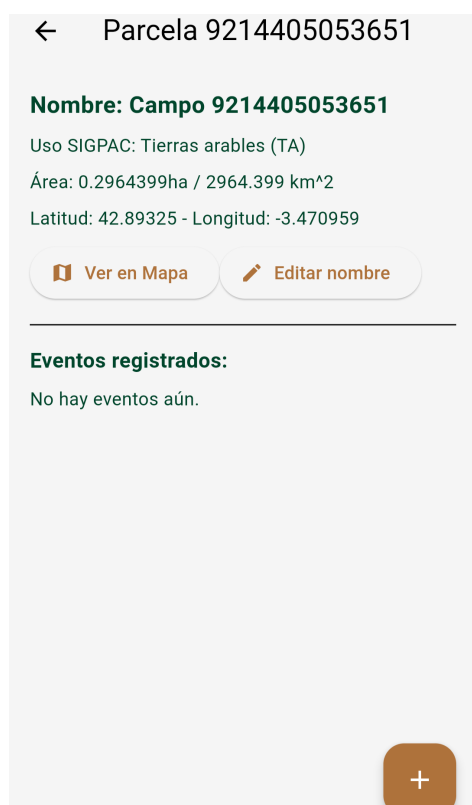 Parcela 9214405053651
Nombre: Campo 9214405053651
Uso SIGPAC: Tierras arables (TA)
Área: 0.2964399ha / 2964.399 km^2
Latitud: 42.89325 - Longitud: -3.470959
Ver en Mapa
Editar nombre
Eventos registrados:
No hay eventos aún.